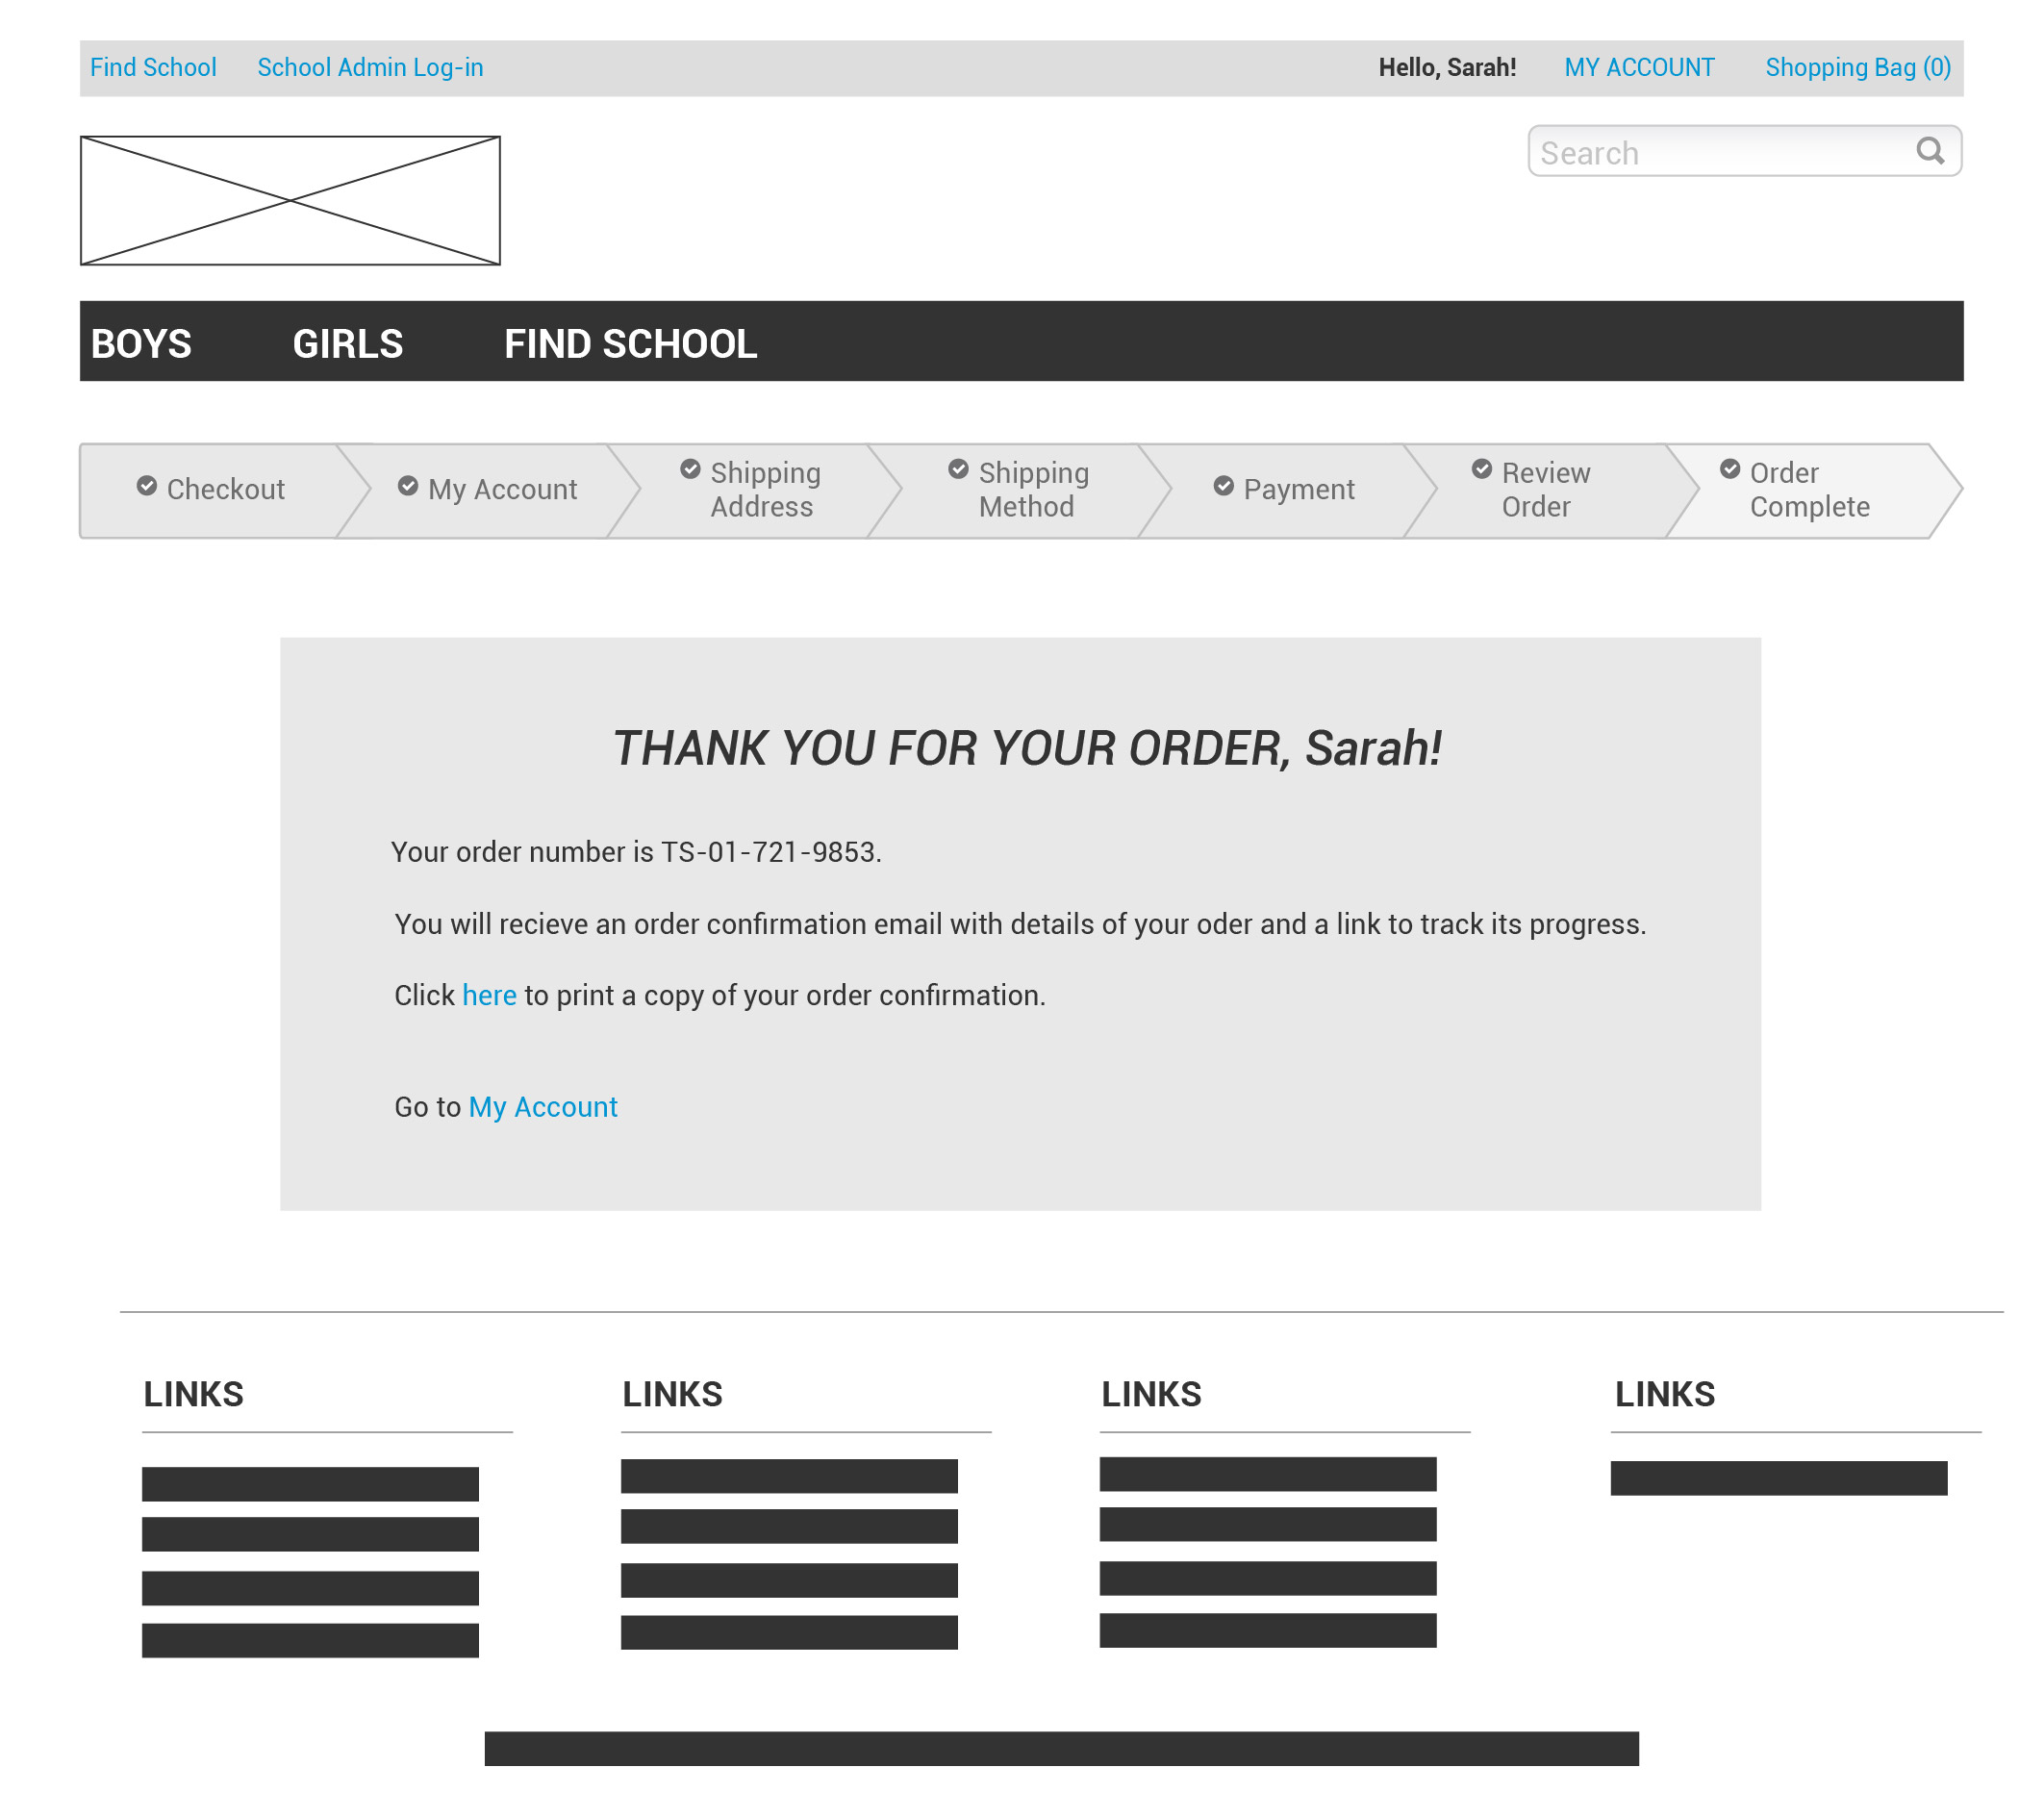 Find School School Admin Log-in Hello, Sarah! MY ACCOUNT Shopping Bag (0)
Search
BOYS GIRLS FIND SCHOOL
Checkout
My Account
Shipping
Address
Shipping
Method
Payment
Review
Order
Order
Complete
THANK YOU FOR YOUR ORDER, Sarah!
Your order number is TS-01-721-9853.
You will recieve an order confirmation email with details of your oder and a link to track its progress.
Click here to print a copy of your order confirmation.
Go to My Account
LINKS LINKS LINKS LINKS